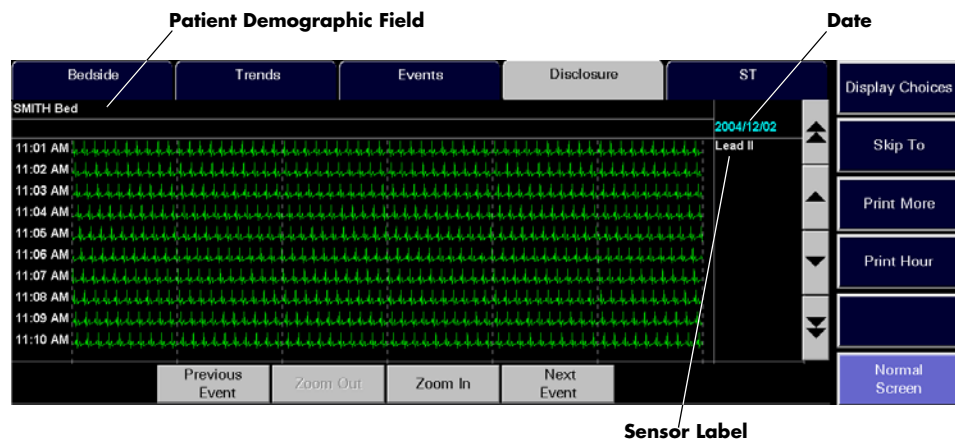 Patient Demographic Field
Date
Bedside
Trends
Events
Disclosure
ST
Display Choices
SMITH Bed
2004/12/02
Skip To
11:01 AM
Lead II
11:02 AM
11:03 AM
Print More
11:04 AM
11:05 AM
11:06 AM
Print Hour
11:07 AM
11:08 AM
11:09 AM
11:10 AM
Previous
Event
Zoom Out
Zoom In
Next
Event
Normal
Screen
Sensor Label